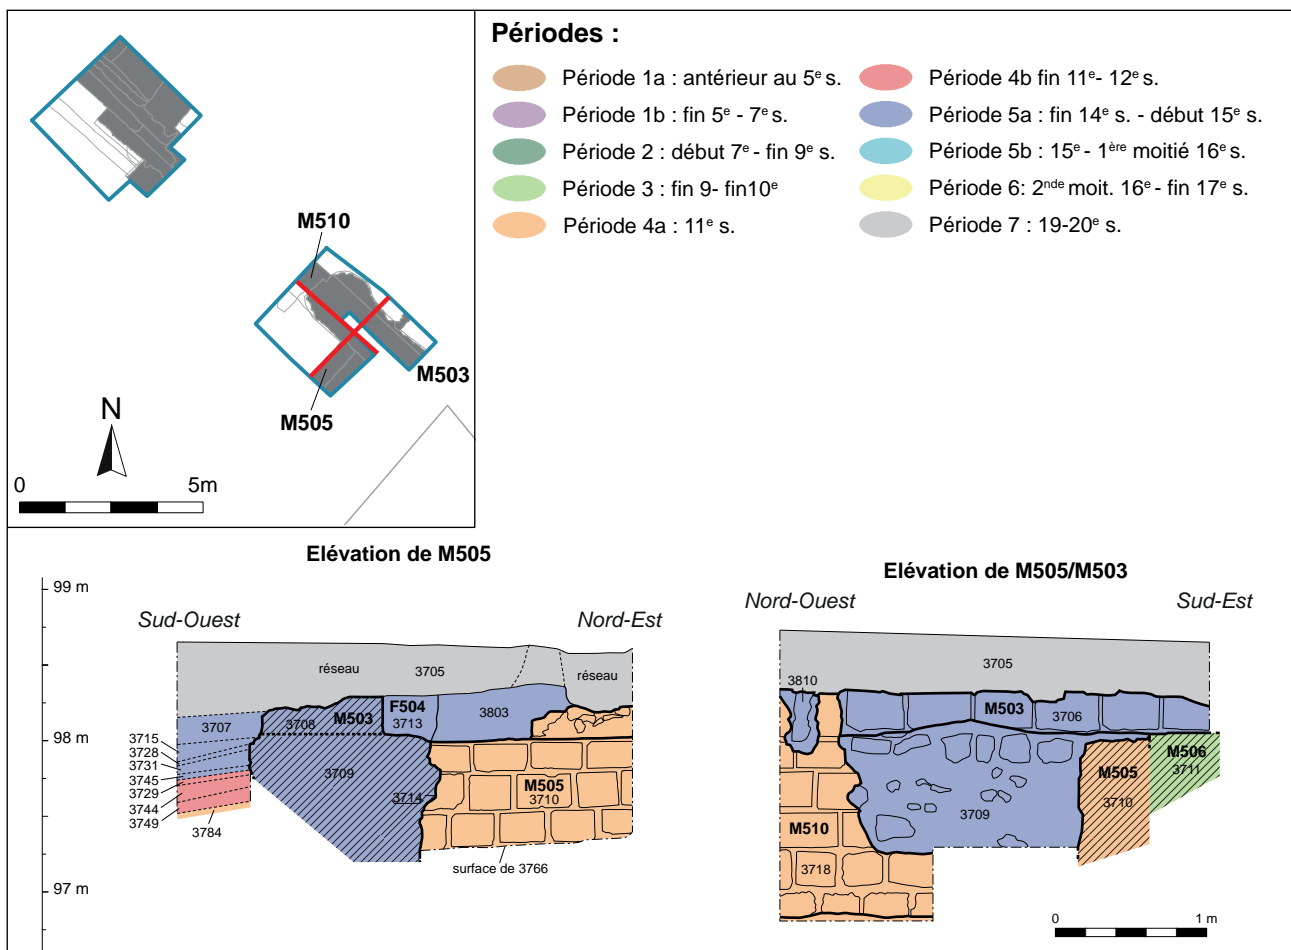 Périodes :
Période 1a : antérieur au 5e s.
Période 1b : fin 5e - 7e s.
Période 2 : début 7e - fin 9e s.
Période 3 : fin 9- fin10e
Période 4a : 11e s.
Période 4b fin 11e- 12e s.
Période 5a : fin 14e s. - début 15e s.
Période 5b : 15e - 1ère moitié 16e s.
Période 6: 2nde moit. 16e - fin 17e s.
Période 7 : 19-20e s.
M510
M503
M505
N
0 5m
Elévation de M505
99 m
98 m
97 m
Sud-Ouest Nord-Est
réseau 3705 réseau
3707 3708 M503 F504 3713 3803
3715
3728
3731
3745
3729
3744
3749
3784
3709
3714
M505
3710
surface de 3766
Elévation de M505/M503
Nord-Ouest Sud-Est
3705
3810
M503 3706
M506
3711
M505
3710
3709
M510
3718
0 1 m